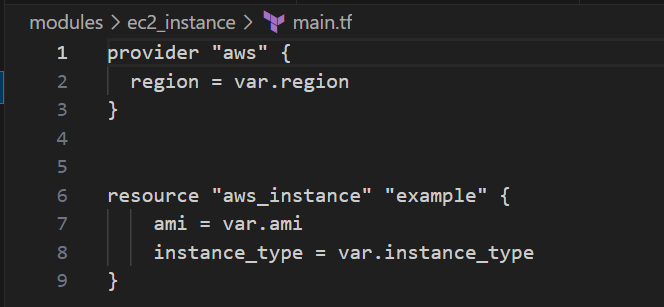 modules > ec2_instance > main.tf
1 provider "aws" {
2   region = var.region
3 }
4
5
6 resource "aws_instance" "example" {
7     ami = var.ami
8     instance_type = var.instance_type
9 }